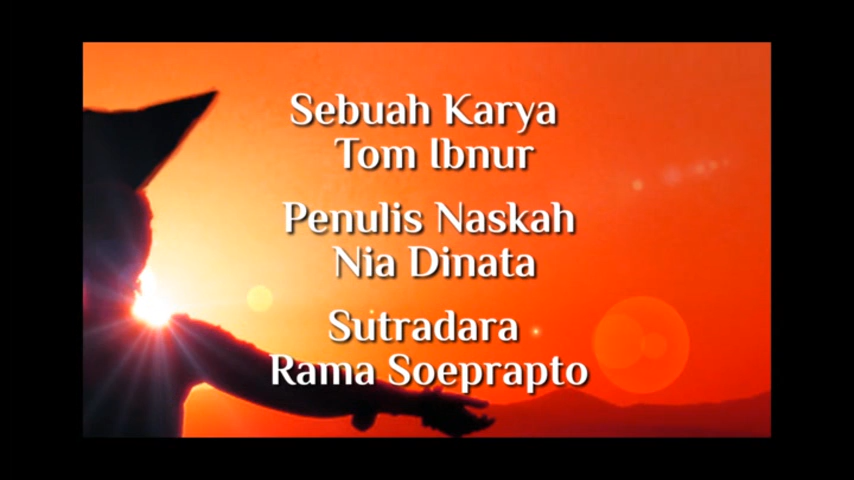 Sebuah Karya
Tom Ibnur
Penulis Naskah
Nia Dinata
Sutradara
Rama Soeprapto